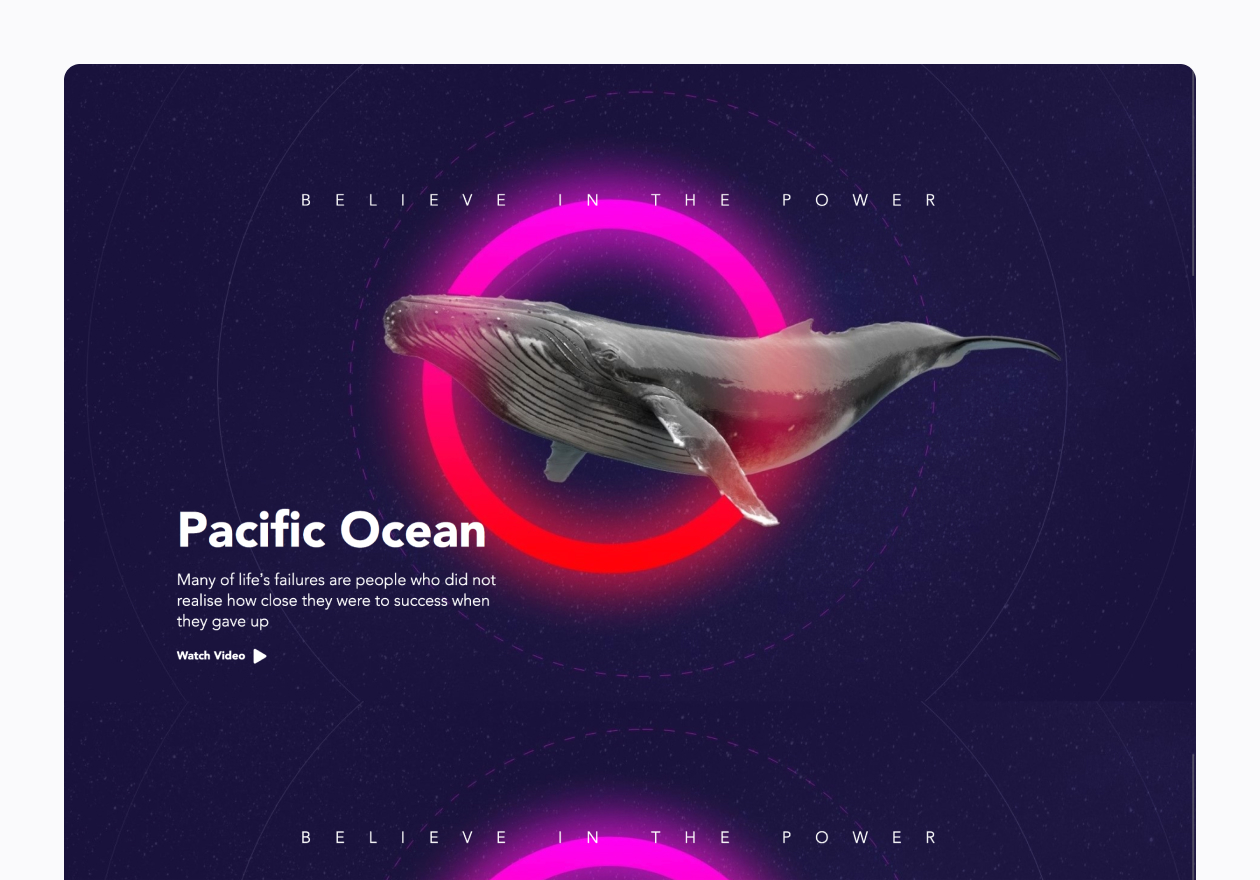 BELIEVE IN THE POWER
Pacific Ocean
Many of life's failures are people who did not
realise how close they were to success when
they gave up
Watch Video
BELIEVE IN THE POWER